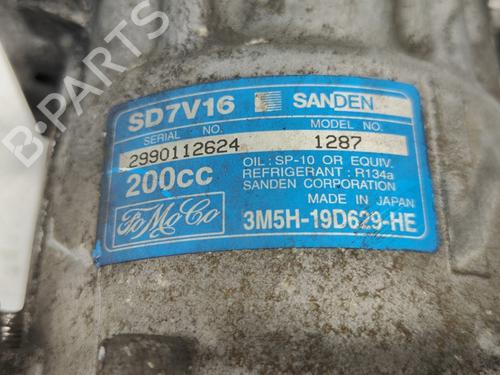 B-PARTS
SD7V16 SANDEN
SERIAL NO. MODEL NO.
2990112624 1287
200cc OIL : SP-10 OR EQUIV.
REFRIGERANT : R134a
SANDEN CORPORATION
MADE IN JAPAN
FoMoCo 3M5H-19D629-HE